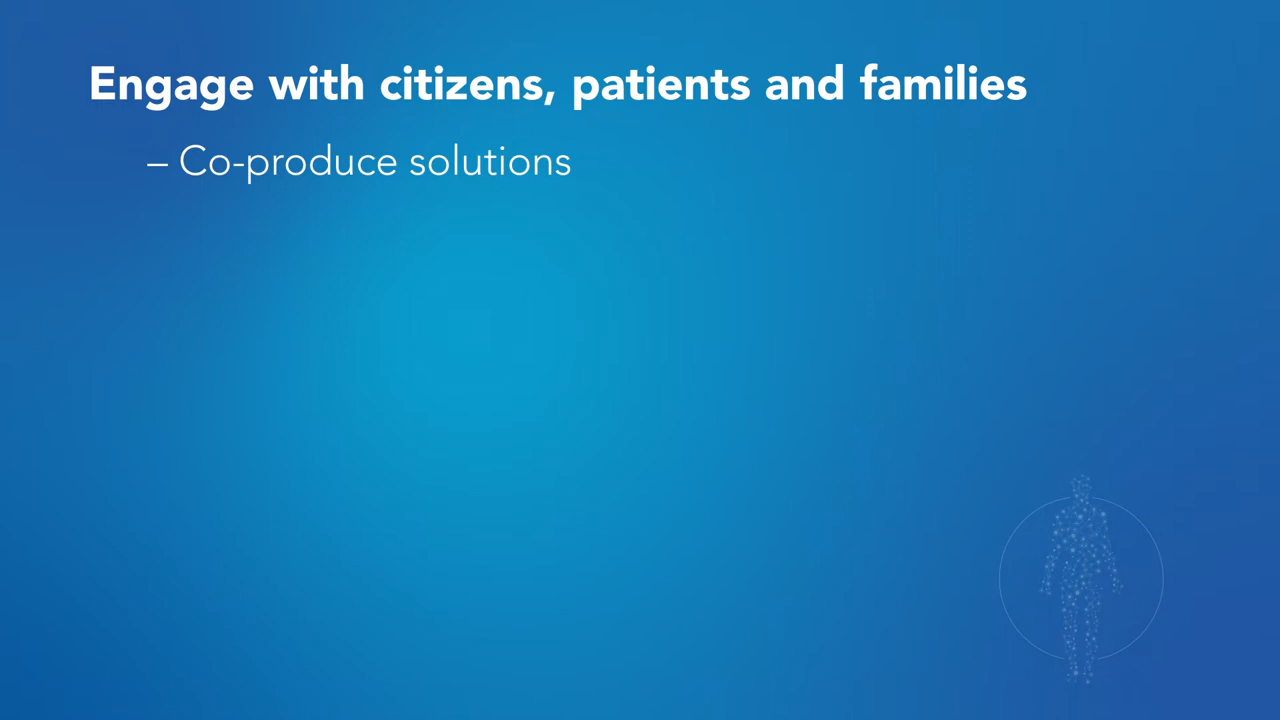 Engage with citizens, patients and families
– Co-produce solutions